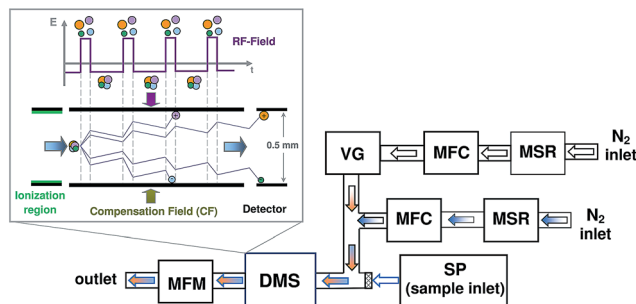 E
RF-Field
t
0.5 mm
Ionization
region
Compensation Field (CF)
Detector
VG
MFC
MSR
N2
inlet
MFC
MSR
N2
inlet
outlet
MFM
DMS
SP
(sample inlet)